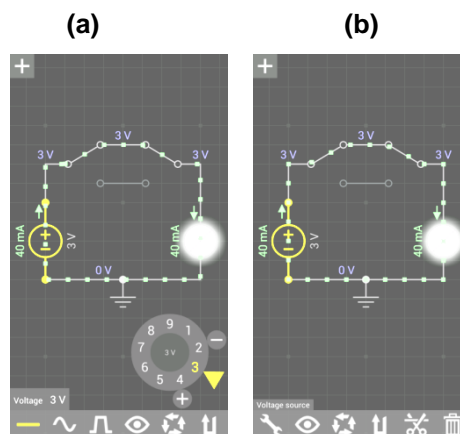 (a)
(b)
+
3 V
3 V
3 V
40 mA
3 V
40 mA
0 V
9
8
1
7
3 V
2
6
3
5
4
Voltage 3 V
+
3 V
3 V
3 V
40 mA
3 V
40 mA
0 V
Voltage source